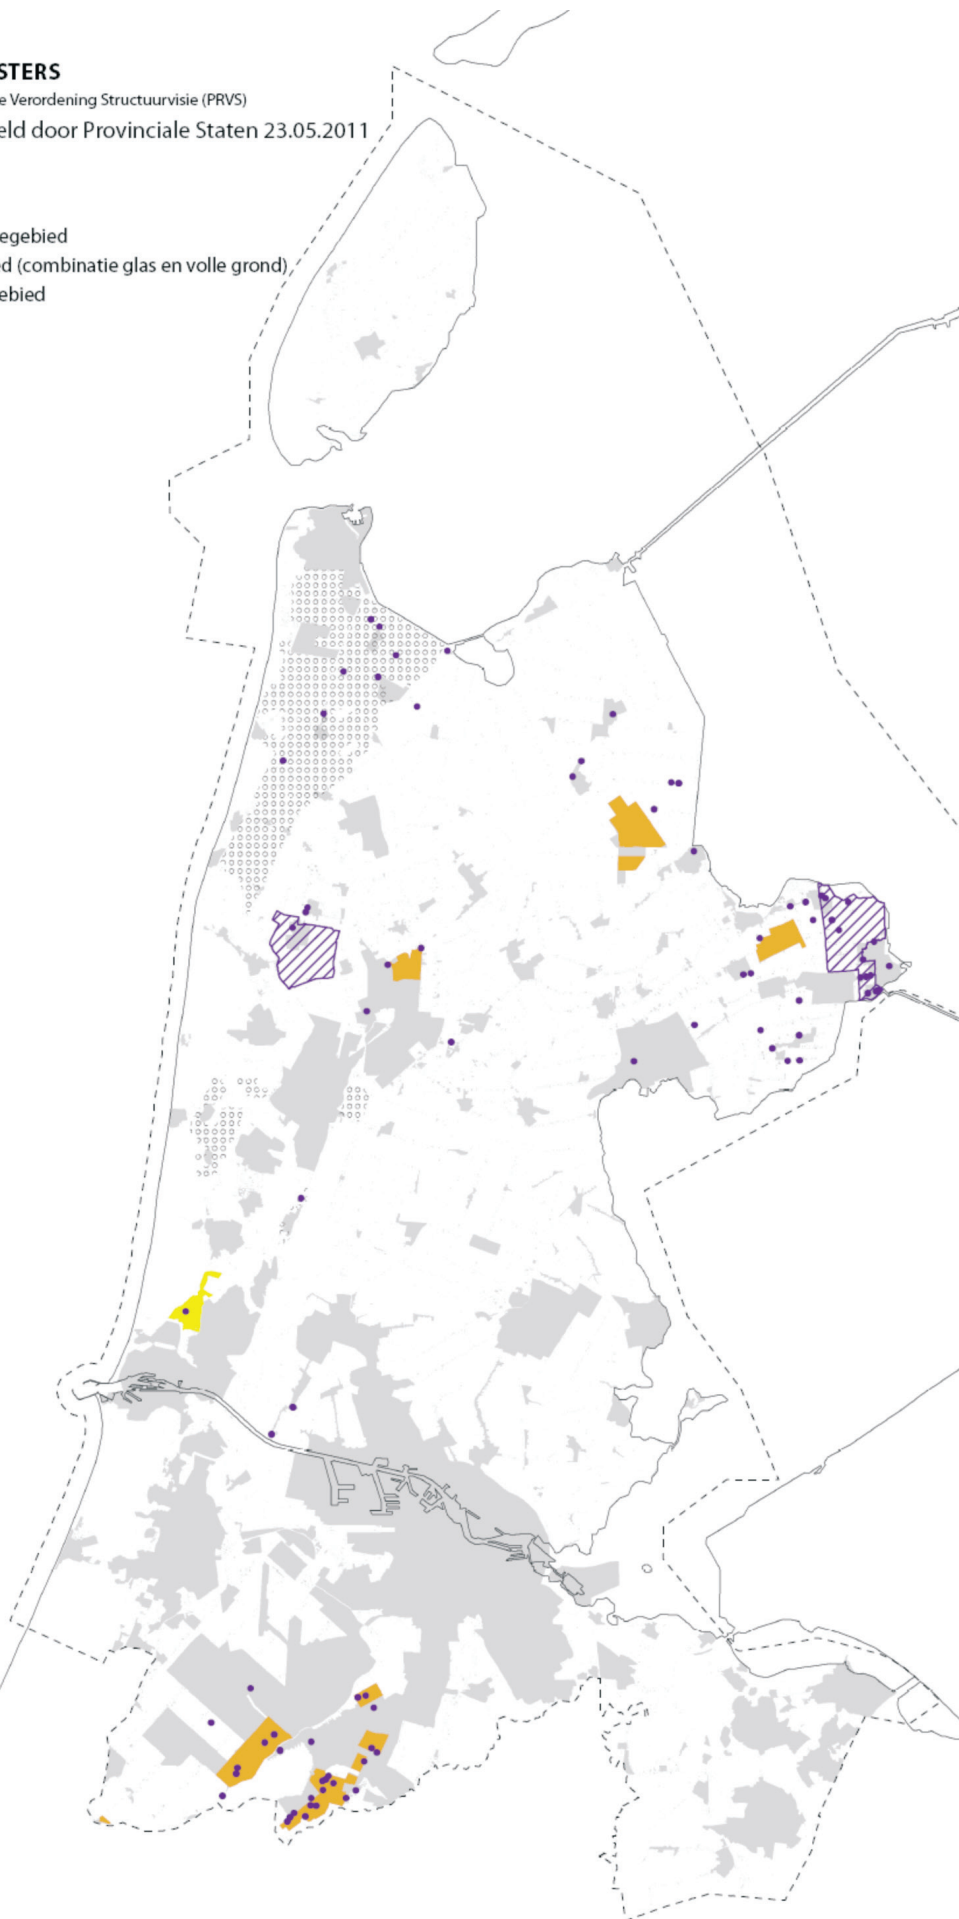 STERS
e Verordening Structuurvisie (PRVS)
eld door Provinciale Staten 23.05.2011
egebied
ed (combinatie glas en volle grond)
ebied